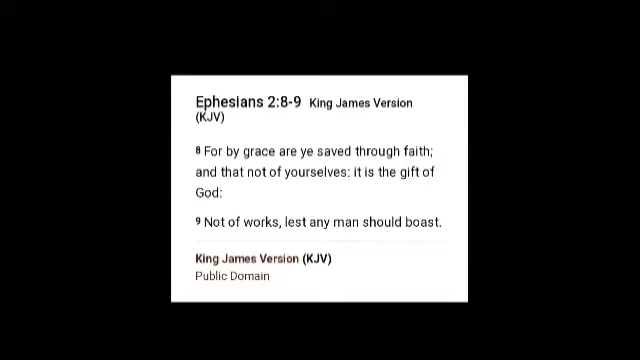 Ephesians 2:8-9 King James Version
(KJV)
8 For by grace are ye saved through faith;
and that not of yourselves: it is the gift of
God:
9 Not of works, lest any man should boast.
King James Version (KJV)
Public Domain